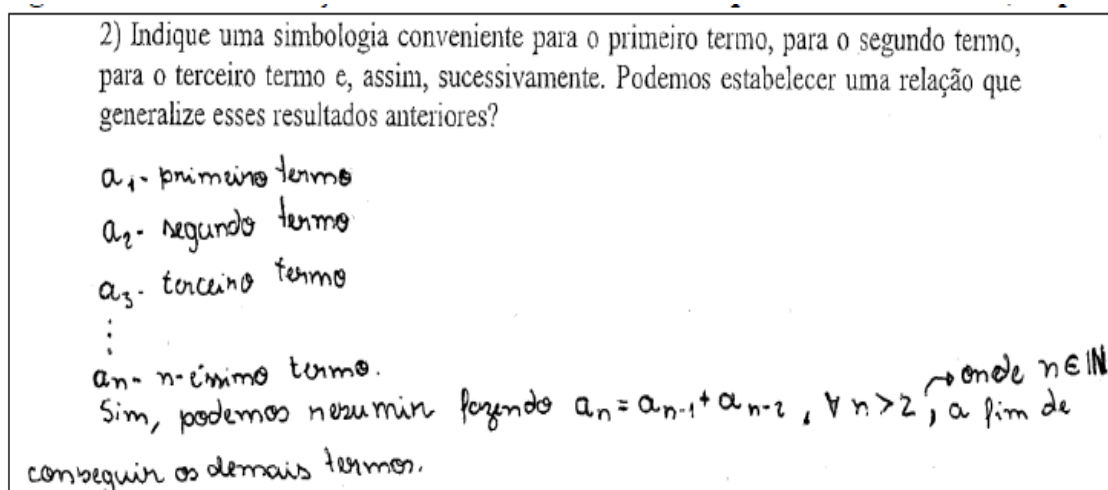 2) Indique uma simbologia conveniente para o primeiro termo, para o segundo termo,
para o terceiro termo e, assim, sucessivamente. Podemos estabelecer uma relação que
generalize esses resultados anteriores?
a₁- primeiro termo
a₂- segundo termo
a₃- terceiro termo
⋮
aₙ- n-éssimo termo.
Sim, podemos resumir fazendo aₙ = aₙ₋₁ + aₙ₋₂, ∀ n > 2, → onde n ∈ ℕ, a fim de
conseguir os demais termos.